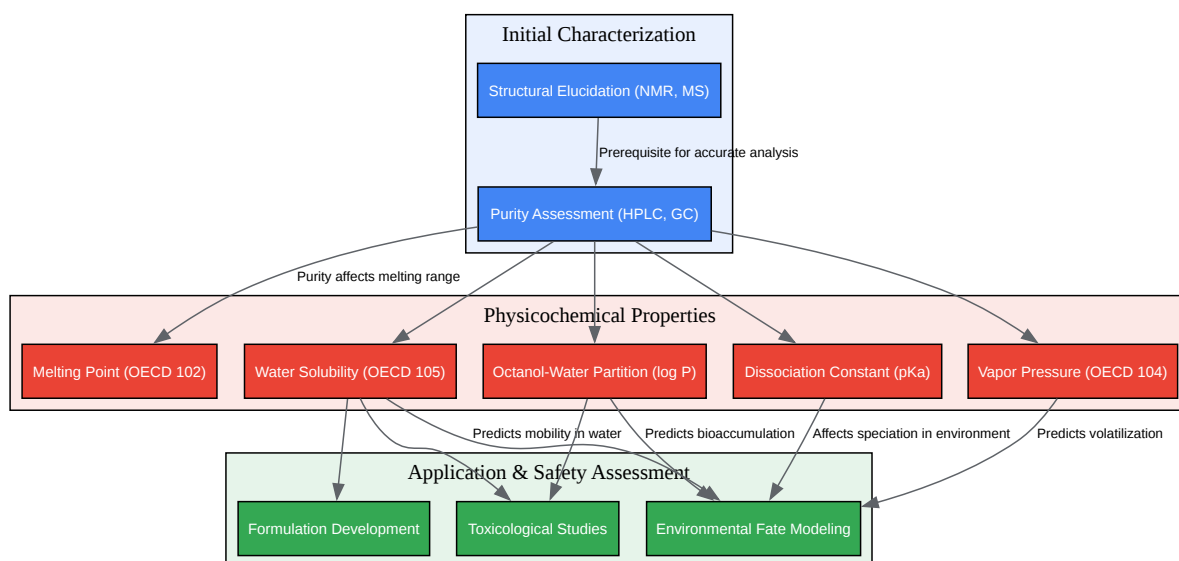 Initial Characterization
Structural Elucidation (NMR, MS)
Prerequisite for accurate analysis
Purity Assessment (HPLC, GC)
Purity affects melting range
Physicochemical Properties
Melting Point (OECD 102)
Water Solubility (OECD 105)
Octanol-Water Partition (log P)
Dissociation Constant (pKa)
Vapor Pressure (OECD 104)
Predicts mobility in water
Predicts bioaccumulation
Affects speciation in environment
Predicts volatilization
Application & Safety Assessment
Formulation Development
Toxicological Studies
Environmental Fate Modeling